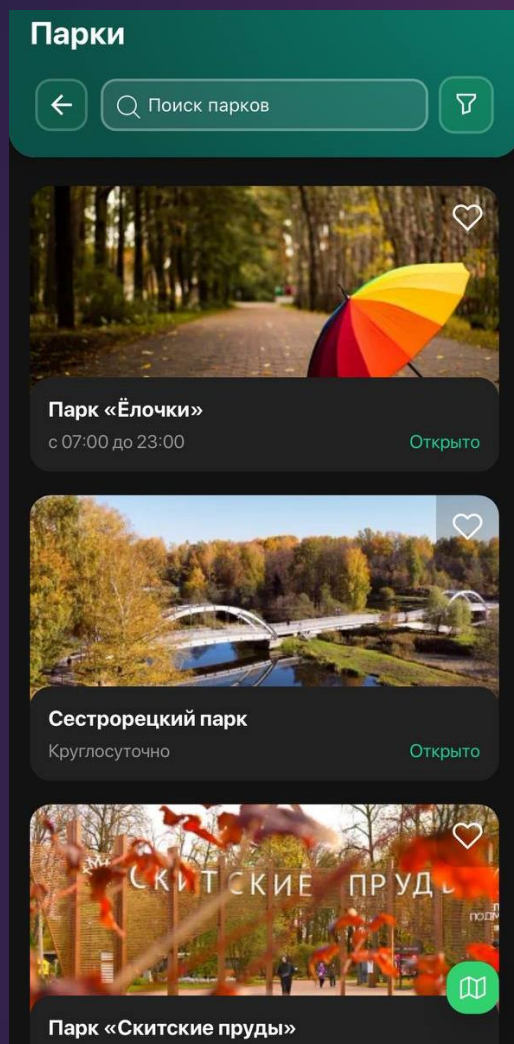 Парки
Поиск парков
Парк «Ёлочки»
с 07:00 до 23:00
Открыто
Сестрорецкий парк
Круглосуточно
Открыто
СКИТСКИЕ ПРУДЫ
Парк «Скитские пруды»